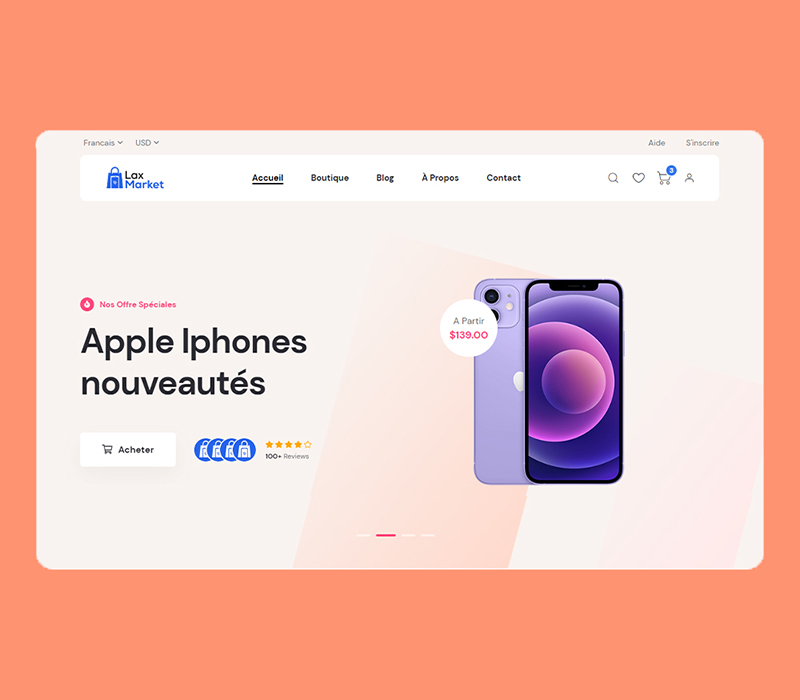 Francais USD Aide S'inscrire
Lax
Market
Accueil Boutique Blog À Propos Contact 3
Nos Offre Spéciales
Apple Iphones
nouveautés
A Partir
$139.00
Acheter
100+ Reviews